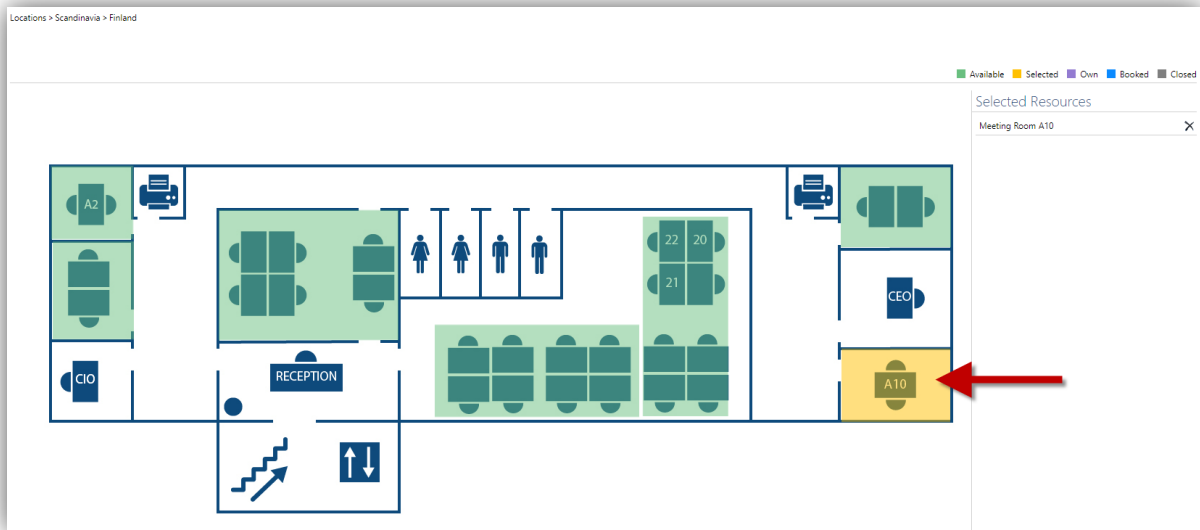 Locations > Scandinavia > Finland
Available Selected Own Booked Closed
Selected Resources
Meeting Room A10
A2
22 20
21
CEO
CIO
RECEPTION
A10